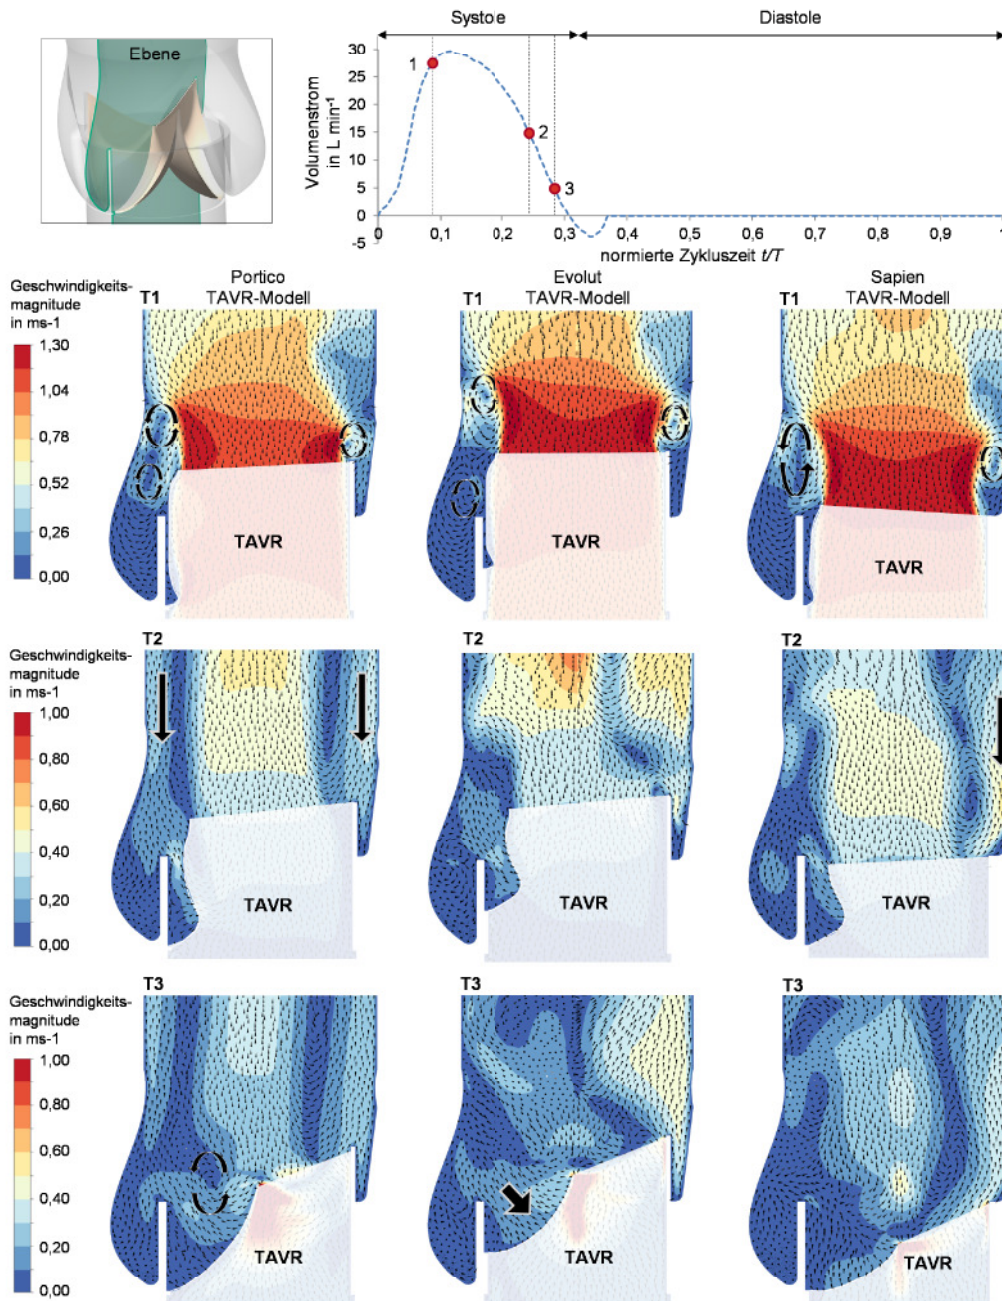 Systoe
Diastole
Ebene
Volumenstrom
in L min⁻¹
30
25
20
15
10
5
0
-5
1
2
3
0
0,1
0,2
0,3
0,4
0,5
0,6
0,7
0,8
0,9
1
normierte Zykluszeit t/T
Geschwindigkeits-
magnitude
in ms-1
1,30
1,04
0,78
0,52
0,26
0,00
Portico
TAVR-Modell
T1
TAVR
Evolut
TAVR-Modell
T1
TAVR
Sapien
TAVR-Modell
T1
TAVR
Geschwindigkeits-
magnitude
in ms-1
1,00
0,80
0,60
0,40
0,20
0,00
T2
TAVR
T2
TAVR
T2
TAVR
Geschwindigkeits-
magnitude
in ms-1
1,00
0,80
0,60
0,40
0,20
0,00
T3
TAVR
T3
TAVR
T3
TAVR